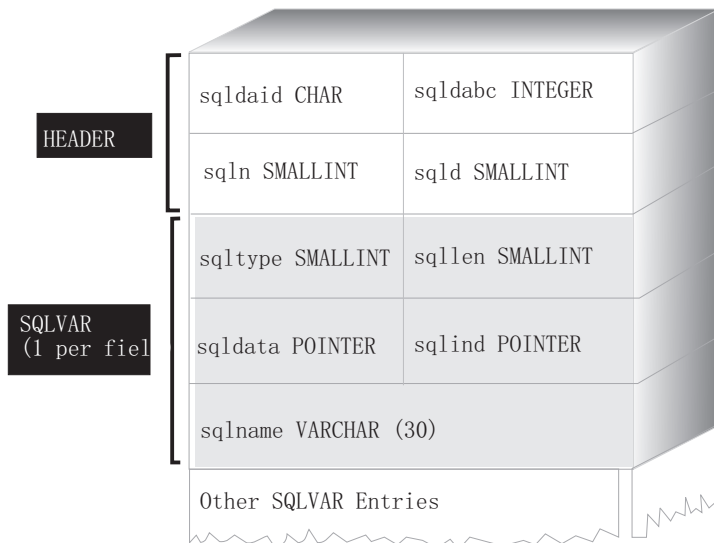 sqldaid CHAR
sqldabc INTEGER
HEADER
sqln SMALLINT
sqld SMALLINT
sqltype SMALLINT
sqllen SMALLINT
SQLVAR
(1 per fiel
sqldata POINTER
sqlind POINTER
sqlname VARCHAR (30)
Other SQLVAR Entries